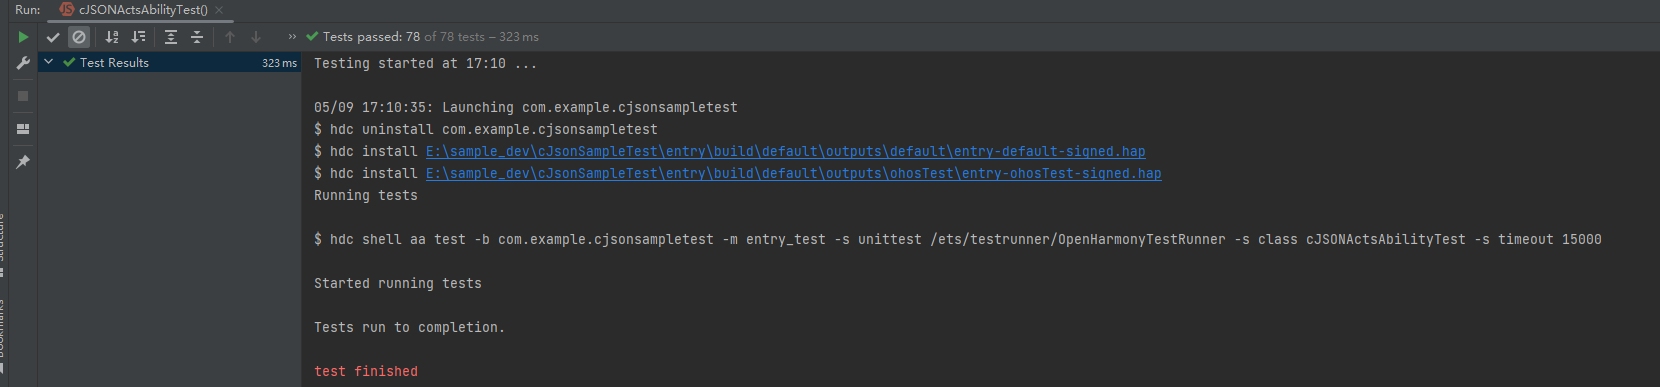 Run: JS cJSONActsAbilityTest() ×
» Tests passed: 78 of 78 tests – 323 ms
Test Results 323 ms
Testing started at 17:10 ...
05/09 17:10:35: Launching com.example.cjsonsampletest
$ hdc uninstall com.example.cjsonsampletest
$ hdc install E:\sample_dev\cJsonSampleTest\entry\build\default\outputs\default\entry-default-signed.hap
$ hdc install E:\sample_dev\cJsonSampleTest\entry\build\default\outputs\ohosTest\entry-ohosTest-signed.hap
Running tests
$ hdc shell aa test -b com.example.cjsonsampletest -m entry_test -s unittest /ets/testrunner/OpenHarmonyTestRunner -s class cJSONActsAbilityTest -s timeout 15000
Started running tests
Tests run to completion.
test finished